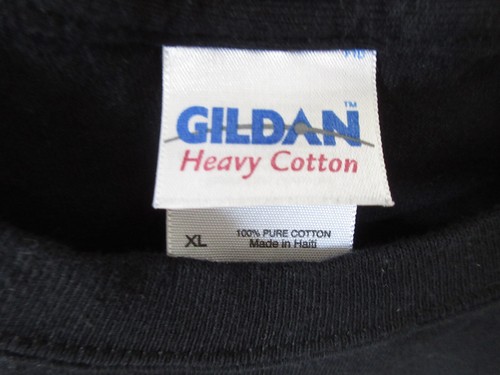 GILDAN™
Heavy Cotton
XL
100% PURE COTTON
Made in Haiti